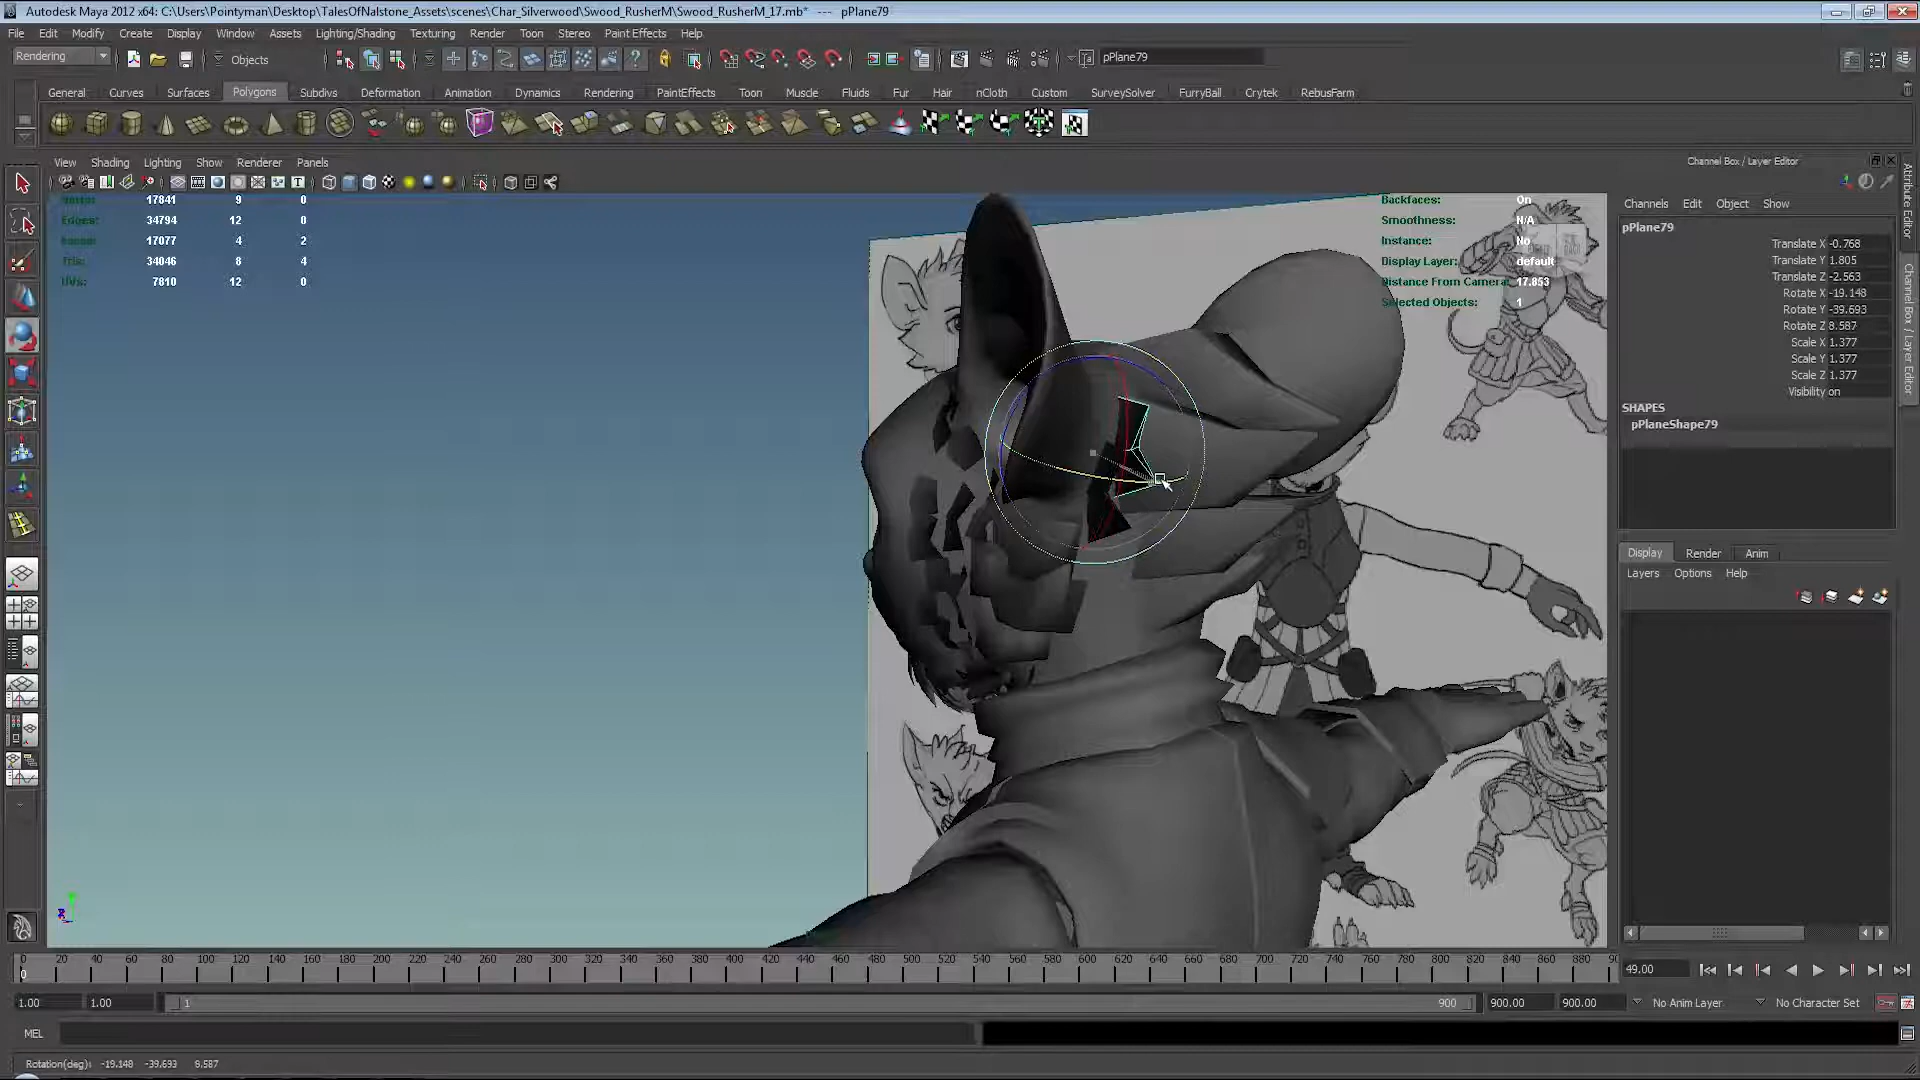 Autodesk Maya 2012 x64: C:\Users\Pointyman\Desktop\TalesOfNalstone_Assets\scenes\Char_Silverwood\Swood_RusherM\Swood_RusherM_17.mb* --- pPlane79
File Edit Modify Create Display Window Assets Lighting/Shading Texturing Render Toon Stereo Paint Effects Help
Rendering Objects pPlane79
General Curves Surfaces Polygons Subdivs Deformation Animation Dynamics Rendering PaintEffects Toon Muscle Fluids Fur Hair nCloth Custom SurveySolver FurryBall Crytek RebusFarm
View Shading Lighting Show Renderer Panels
Channel Box / Layer Editor
17841 9 0
Edges: 34794 12 0
17077 4 2
Tris: 34046 8 4
UVs: 7810 12 0
Backfaces: On
Smoothness: N/A
Instance: No
Display Layer: default
Distance From Camera: 17.853
Selected Objects: 1
Channels Edit Object Show
pPlane79
Translate X -0.768
Translate Y 1.805
Translate Z -2.563
Rotate X -19.148
Rotate Y -39.693
Rotate Z 8.587
Scale X 1.377
Scale Y 1.377
Scale Z 1.377
Visibility on
SHAPES
pPlaneShape79
Attribute Editor
Channel Box / Layer Editor
Display Render Anim
Layers Options Help
0 20 40 60 80 100 120 140 160 180 200 220 240 260 280 300 320 340 360 380 400 420 440 460 480 500 520 540 560 580 600 620 640 660 680 700 720 740 760 780 800 820 840 860 880 90
0
49.00
1.00 1.00 1 900 900.00 900.00 No Anim Layer No Character Set
MEL
Rotation(deg): -19.148 -39.693 8.587